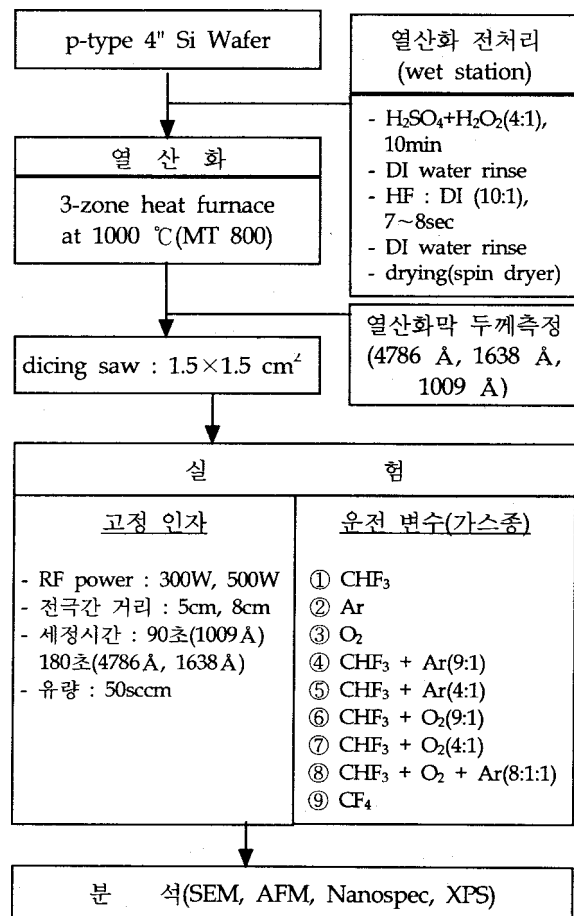 p-type 4" Si Wafer
열산화 전처리
(wet station)
- H₂SO₄+H₂O₂(4:1),
10min
- DI water rinse
- HF : DI (10:1),
7~8sec
- DI water rinse
- drying(spin dryer)
열 산 화
3-zone heat furnace
at 1000 ℃(MT 800)
열산화막 두께측정
(4786 Å, 1638 Å,
1009 Å)
dicing saw : 1.5×1.5 cm²
실 험
고정 인자
- RF power : 300W, 500W
- 전극간 거리 : 5cm, 8cm
- 세정시간 : 90초(1009Å)
180초(4786Å, 1638Å)
- 유량 : 50sccm
운전 변수(가스종)
① CHF₃
② Ar
③ O₂
④ CHF₃ + Ar(9:1)
⑤ CHF₃ + Ar(4:1)
⑥ CHF₃ + O₂(9:1)
⑦ CHF₃ + O₂(4:1)
⑧ CHF₃ + O₂ + Ar(8:1:1)
⑨ CF₄
분 석(SEM, AFM, Nanospec, XPS)